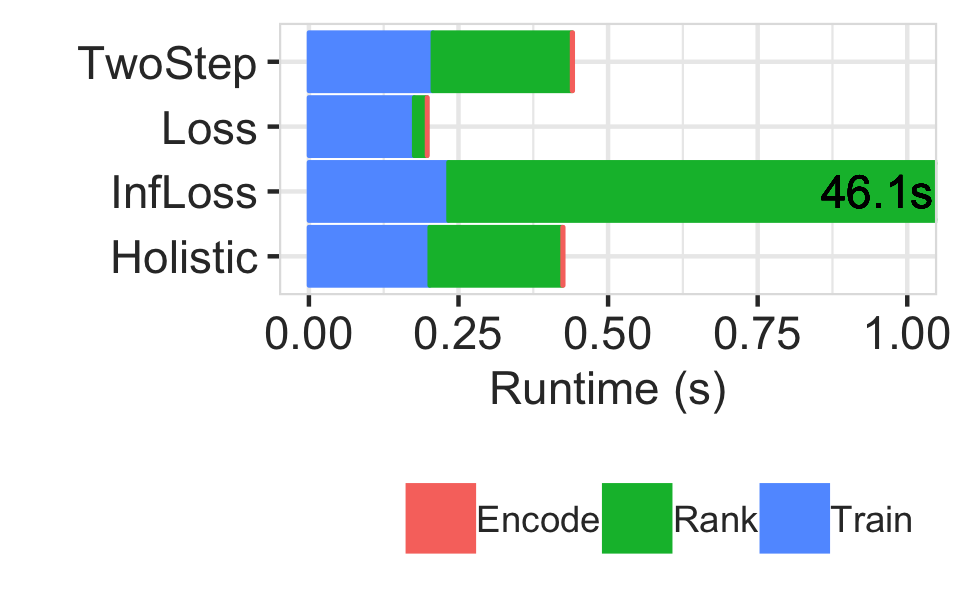 TwoStep
Loss
InfLoss 46.1s
Holistic
0.00 0.25 0.50 0.75 1.00
Runtime (s)
Encode Rank Train